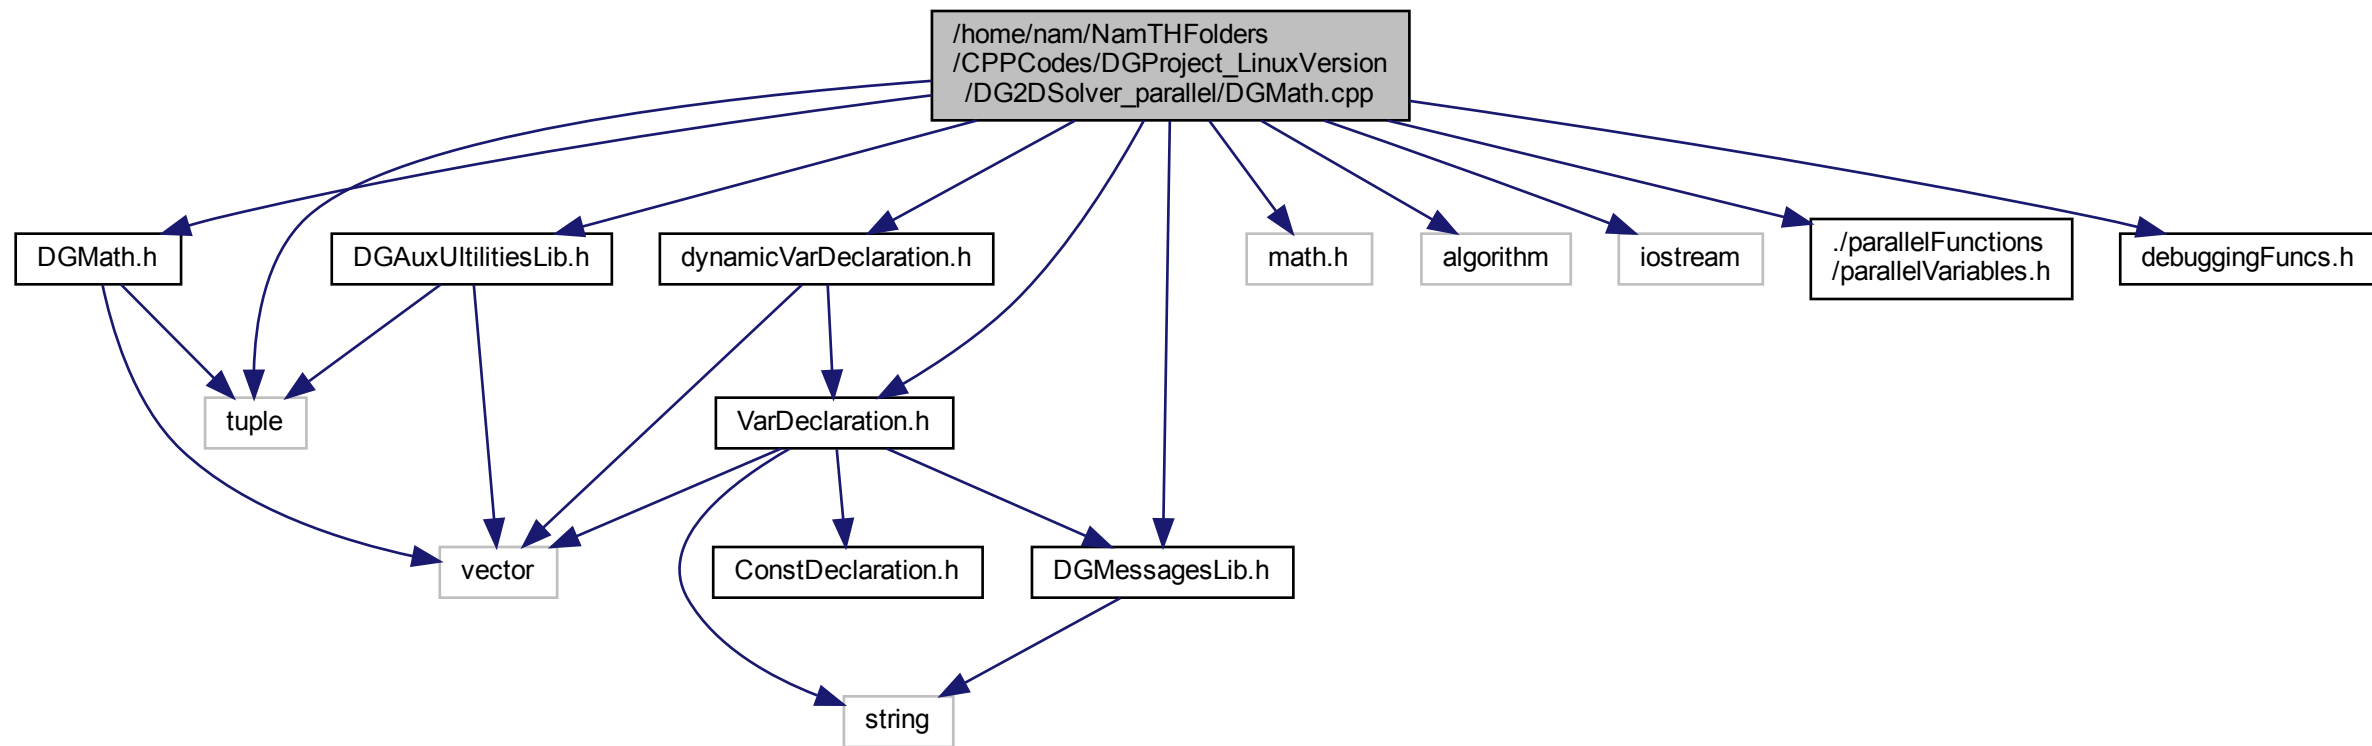 /home/nam/NamTHFolders
/CPPCodes/DGProject_LinuxVersion
/DG2DSolver_parallel/DGMath.cpp
DGMath.h
DGAuxUltilitiesLib.h
dynamicVarDeclaration.h
math.h
algorithm
iostream
./parallelFunctions
/parallelVariables.h
debuggingFuncs.h
tuple
VarDeclaration.h
vector
ConstDeclaration.h
DGMessagesLib.h
string